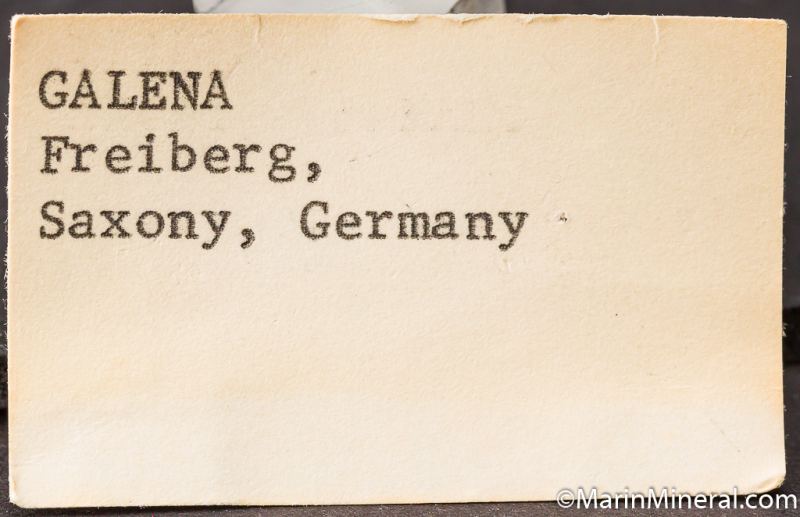 GALENA
Freiberg,
Saxony, Germany
©MarinMineral.com